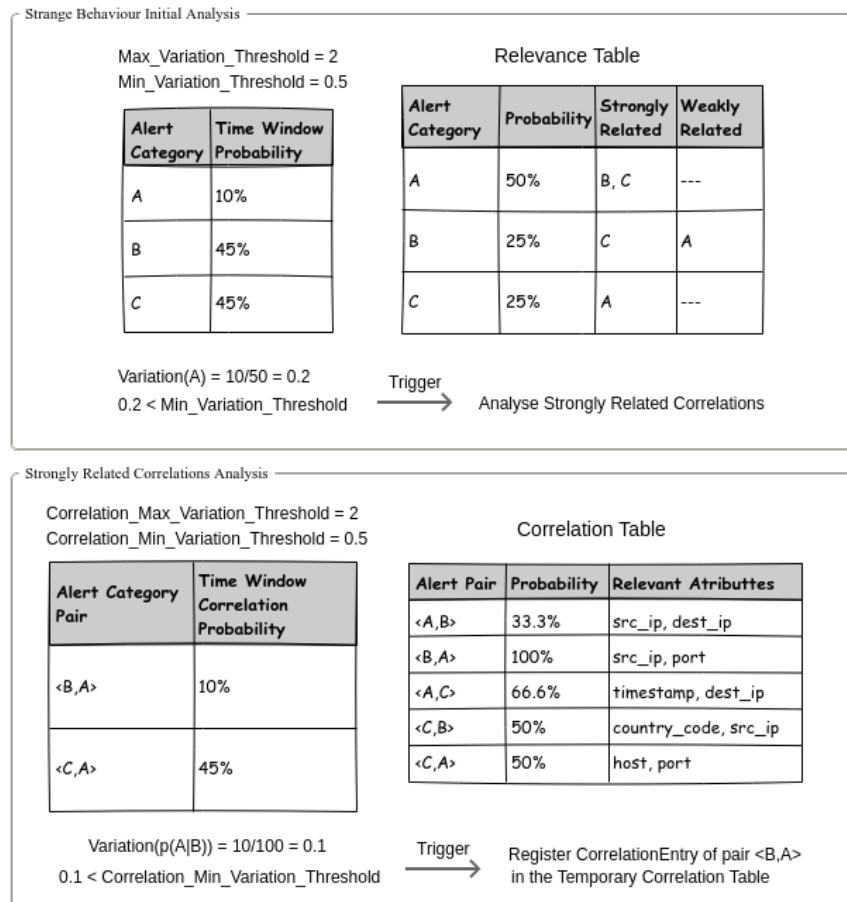 Strange Behaviour Initial Analysis
Max_Variation_Threshold = 2
Min_Variation_Threshold = 0.5
Alert Category Time Window Probability
A 10%
B 45%
C 45%
Relevance Table
Alert Category Probability Strongly Related Weakly Related
A 50% B, C ---
B 25% C A
C 25% A ---
Variation(A) = 10/50 = 0.2
0.2 < Min_Variation_Threshold
Trigger
Analyse Strongly Related Correlations
Strongly Related Correlations Analysis
Correlation_Max_Variation_Threshold = 2
Correlation_Min_Variation_Threshold = 0.5
Alert Category Pair Time Window Correlation Probability
<B,A> 10%
<C,A> 45%
Correlation Table
Alert Pair Probability Relevant Atributtes
<A,B> 33.3% src_ip, dest_ip
<B,A> 100% src_ip, port
<A,C> 66.6% timestamp, dest_ip
<C,B> 50% country_code, src_ip
<C,A> 50% host, port
Variation(p(A|B)) = 10/100 = 0.1
0.1 < Correlation_Min_Variation_Threshold
Trigger
Register CorrelationEntry of pair <B,A>
in the Temporary Correlation Table